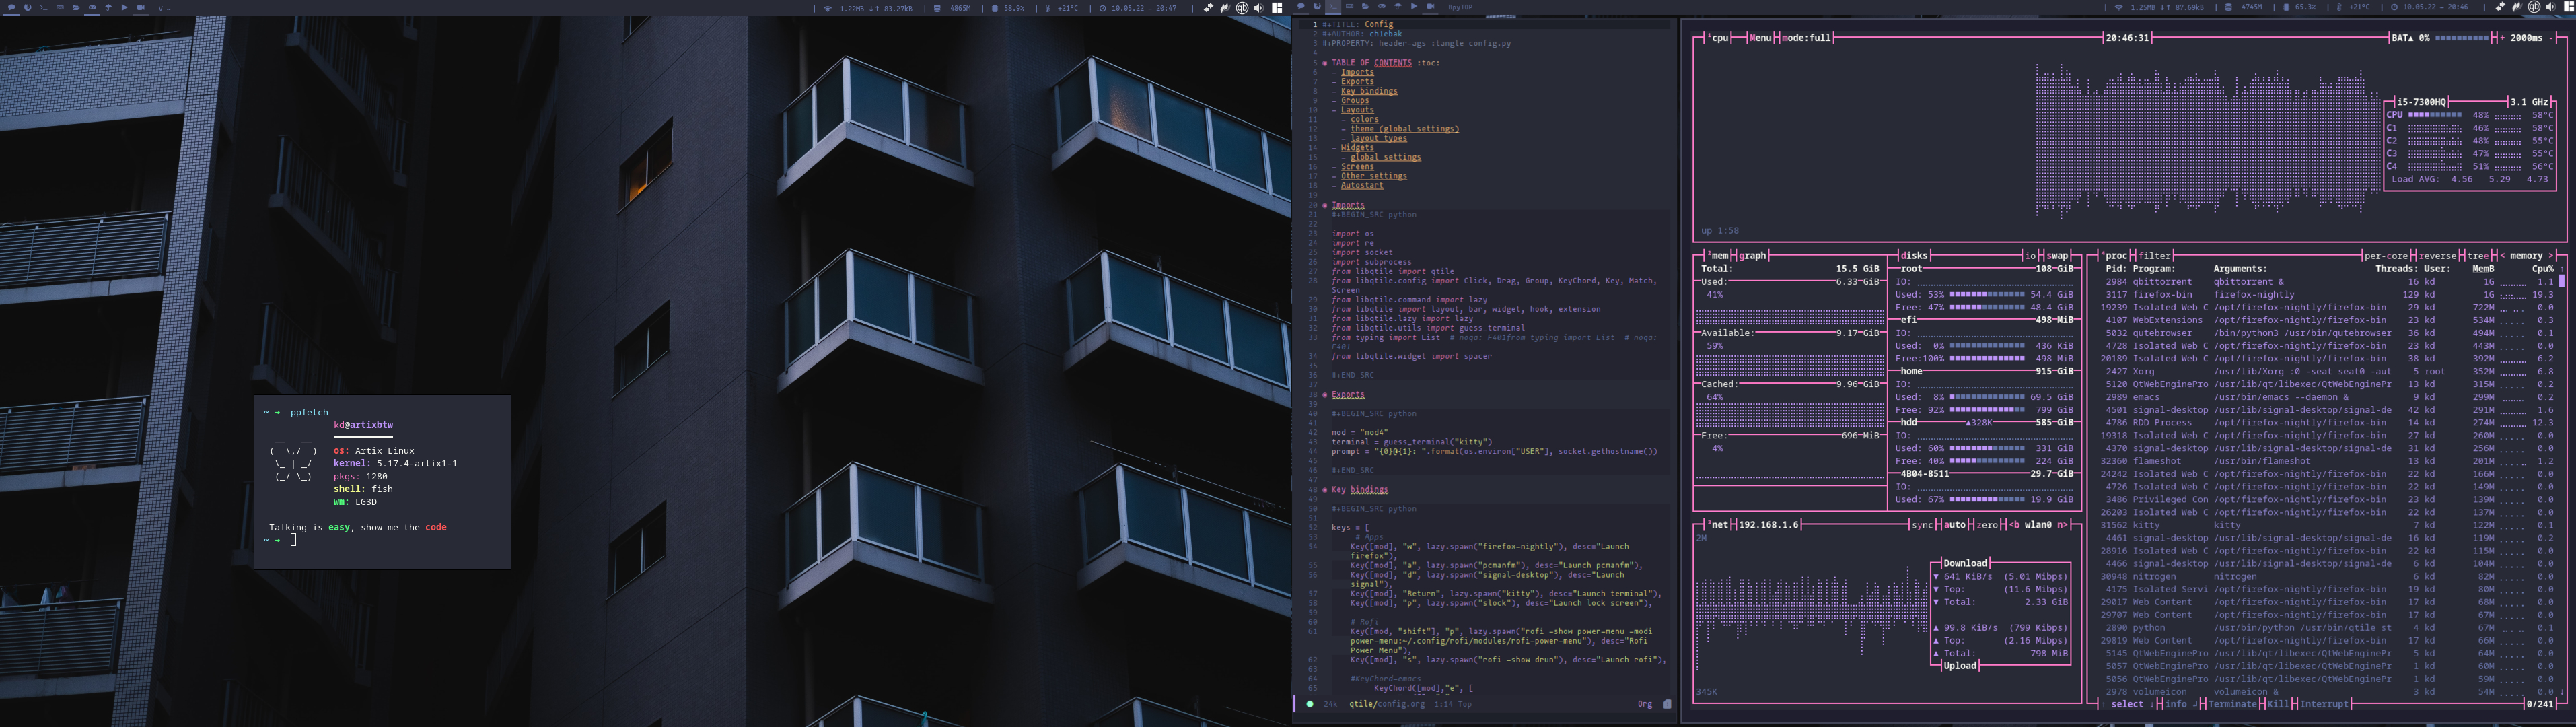 1.22MB ↓↑ 83.27kB | 4865M | 58.9% | +21°C | 10.05.22 – 20:47
~ → ppfetch
kd@artixbtw
os: Artix Linux
kernel: 5.17.4-artix1-1
pkgs: 1280
shell: fish
wm: LG3D
Talking is easy, show me the code
~ →
BpyTOP
1.25MB ↓↑ 87.69kB | 4745M | 65.3% | +21°C | 10.05.22 – 20:46
1 #+TITLE: Config
2 #+AUTHOR: ch1ebak
3 #+PROPERTY: header-ags :tangle config.py
4
5 TABLE OF CONTENTS :toc:
6 – Imports
7 – Exports
8 – Key bindings
9 – Groups
10 – Layouts
11 – colors
12 – theme (global settings)
13 – layout types
14 – Widgets
15 – global settings
16 – Screens
17 – Other settings
18 – Autostart
19
20 Imports
21 #+BEGIN_SRC python
22
23 import os
24 import re
25 import socket
26 import subprocess
27 from libqtile import qtile
28 from libqtile.config import Click, Drag, Group, KeyChord, Key, Match,
Screen
29 from libqtile.command import lazy
30 from libqtile import layout, bar, widget, hook, extension
31 from libqtile.lazy import lazy
32 from libqtile.utils import guess_terminal
33 from typing import List # noqa: F401from typing import List # noqa:
F401
34 from libqtile.widget import spacer
35
36 #+END_SRC
37
38 Exports
39
40 #+BEGIN_SRC python
41
42 mod = "mod4"
43 terminal = guess_terminal("kitty")
44 prompt = "{0}@{1}: ".format(os.environ["USER"], socket.gethostname())
45
46 #+END_SRC
47
48 Key bindings
49
50 #+BEGIN_SRC python
51
52 keys = [
53 # Apps
54 Key([mod], "w", lazy.spawn("firefox-nightly"), desc="Launch
firefox"),
55 Key([mod], "a", lazy.spawn("pcmanfm"), desc="Launch pcmanfm"),
56 Key([mod], "d", lazy.spawn("signal-desktop"), desc="Launch
signal"),
57 Key([mod], "Return", lazy.spawn("kitty"), desc="Launch terminal"),
58 Key([mod], "p", lazy.spawn("slock"), desc="Launch lock screen"),
59
60 # Rofi
61 Key([mod, "shift"], "p", lazy.spawn("rofi -show power-menu -modi
power-menu:~/.config/rofi/modules/rofi-power-menu"), desc="Rofi
Power Menu"),
62 Key([mod], "s", lazy.spawn("rofi -show drun"), desc="Launch rofi"),
63
64 #KeyChord-emacs
65 KeyChord([mod],"e", [
24k qtile/config.org 1:14 Top Org
¹cpu Menu mode:full 20:46:31 BAT▲ 0% + 2000ms -
i5-7300HQ 3.1 GHz
CPU 48% 58°C
C1 46% 58°C
C2 48% 55°C
C3 47% 55°C
C4 51% 56°C
Load AVG: 4.56 5.29 4.73
up 1:58
²mem graph
Total: 15.5 GiB
Used: 6.33 GiB
41%
Available: 9.17 GiB
59%
Cached: 9.96 GiB
64%
Free: 696 MiB
4%
disks io swap
root 108 GiB
IO:
Used: 53% 54.4 GiB
Free: 47% 48.4 GiB
efi 498 MiB
IO:
Used: 0% 436 KiB
Free:100% 498 MiB
home 915 GiB
IO:
Used: 8% 69.5 GiB
Free: 92% 799 GiB
hdd ▲328K 585 GiB
IO:
Used: 60% 331 GiB
Free: 40% 224 GiB
4B04-8511 29.7 GiB
IO:
Used: 67% 19.9 GiB
³net 192.168.1.6 sync auto zero <b wlan0 n>
2M
345K
Download
▼ 641 KiB/s (5.01 Mibps)
▼ Top: (11.6 Mibps)
▼ Total: 2.33 GiB
▲ 99.8 KiB/s (799 Kibps)
▲ Top: (2.16 Mibps)
▲ Total: 798 MiB
Upload
⁴proc filter per-core reverse tree < memory >
Pid: Program: Arguments: Threads: User: MemB Cpu%
2984 qbittorrent qbittorrent & 16 kd 1G 1.1
3117 firefox-bin firefox-nightly 129 kd 1G 19.3
19239 Isolated Web C /opt/firefox-nightly/firefox-bin 29 kd 722M 0.0
4107 WebExtensions /opt/firefox-nightly/firefox-bin 23 kd 534M 0.3
5032 qutebrowser /bin/python3 /usr/bin/qutebrowser 36 kd 494M 0.1
4728 Isolated Web C /opt/firefox-nightly/firefox-bin 23 kd 443M 0.2
20189 Isolated Web C /opt/firefox-nightly/firefox-bin 38 kd 392M 6.2
2427 Xorg /usr/lib/Xorg :0 -seat seat0 -aut 5 root 352M 6.8
5120 QtWebEnginePro /usr/lib/qt/libexec/QtWebEnginePr 13 kd 315M 0.2
2989 emacs /usr/bin/emacs --daemon & 9 kd 299M 0.2
4501 signal-desktop /usr/lib/signal-desktop/signal-de 42 kd 291M 1.6
4786 RDD Process /opt/firefox-nightly/firefox-bin 14 kd 274M 12.3
19318 Isolated Web C /opt/firefox-nightly/firefox-bin 27 kd 260M 0.0
4370 signal-desktop /usr/lib/signal-desktop/signal-de 31 kd 256M 0.0
32360 flameshot /usr/bin/flameshot 13 kd 201M 1.2
24242 Isolated Web C /opt/firefox-nightly/firefox-bin 22 kd 166M 0.0
4726 Isolated Web C /opt/firefox-nightly/firefox-bin 22 kd 149M 0.0
3486 Privileged Con /opt/firefox-nightly/firefox-bin 23 kd 139M 0.0
26203 Isolated Web C /opt/firefox-nightly/firefox-bin 22 kd 137M 0.0
31562 kitty kitty 7 kd 122M 0.1
4461 signal-desktop /usr/lib/signal-desktop/signal-de 16 kd 119M 0.2
28916 Isolated Web C /opt/firefox-nightly/firefox-bin 22 kd 115M 0.0
4466 signal-desktop /usr/lib/signal-desktop/signal-de 6 kd 104M 0.0
30948 nitrogen nitrogen 6 kd 82M 0.0
4175 Isolated Servi /opt/firefox-nightly/firefox-bin 19 kd 80M 0.0
29017 Web Content /opt/firefox-nightly/firefox-bin 17 kd 68M 0.0
29707 Web Content /opt/firefox-nightly/firefox-bin 17 kd 67M 0.0
2890 python /usr/bin/python /usr/bin/qtile st 4 kd 67M 0.1
29819 Web Content /opt/firefox-nightly/firefox-bin 17 kd 66M 0.0
5145 QtWebEnginePro /usr/lib/qt/libexec/QtWebEnginePr 5 kd 64M 0.0
5057 QtWebEnginePro /usr/lib/qt/libexec/QtWebEnginePr 1 kd 60M 0.0
5056 QtWebEnginePro /usr/lib/qt/libexec/QtWebEnginePr 1 kd 59M 0.0
2978 volumeicon volumeicon & 3 kd 54M 0.0
↑ select ↓ info ↲ Terminate Kill Interrupt 0/241